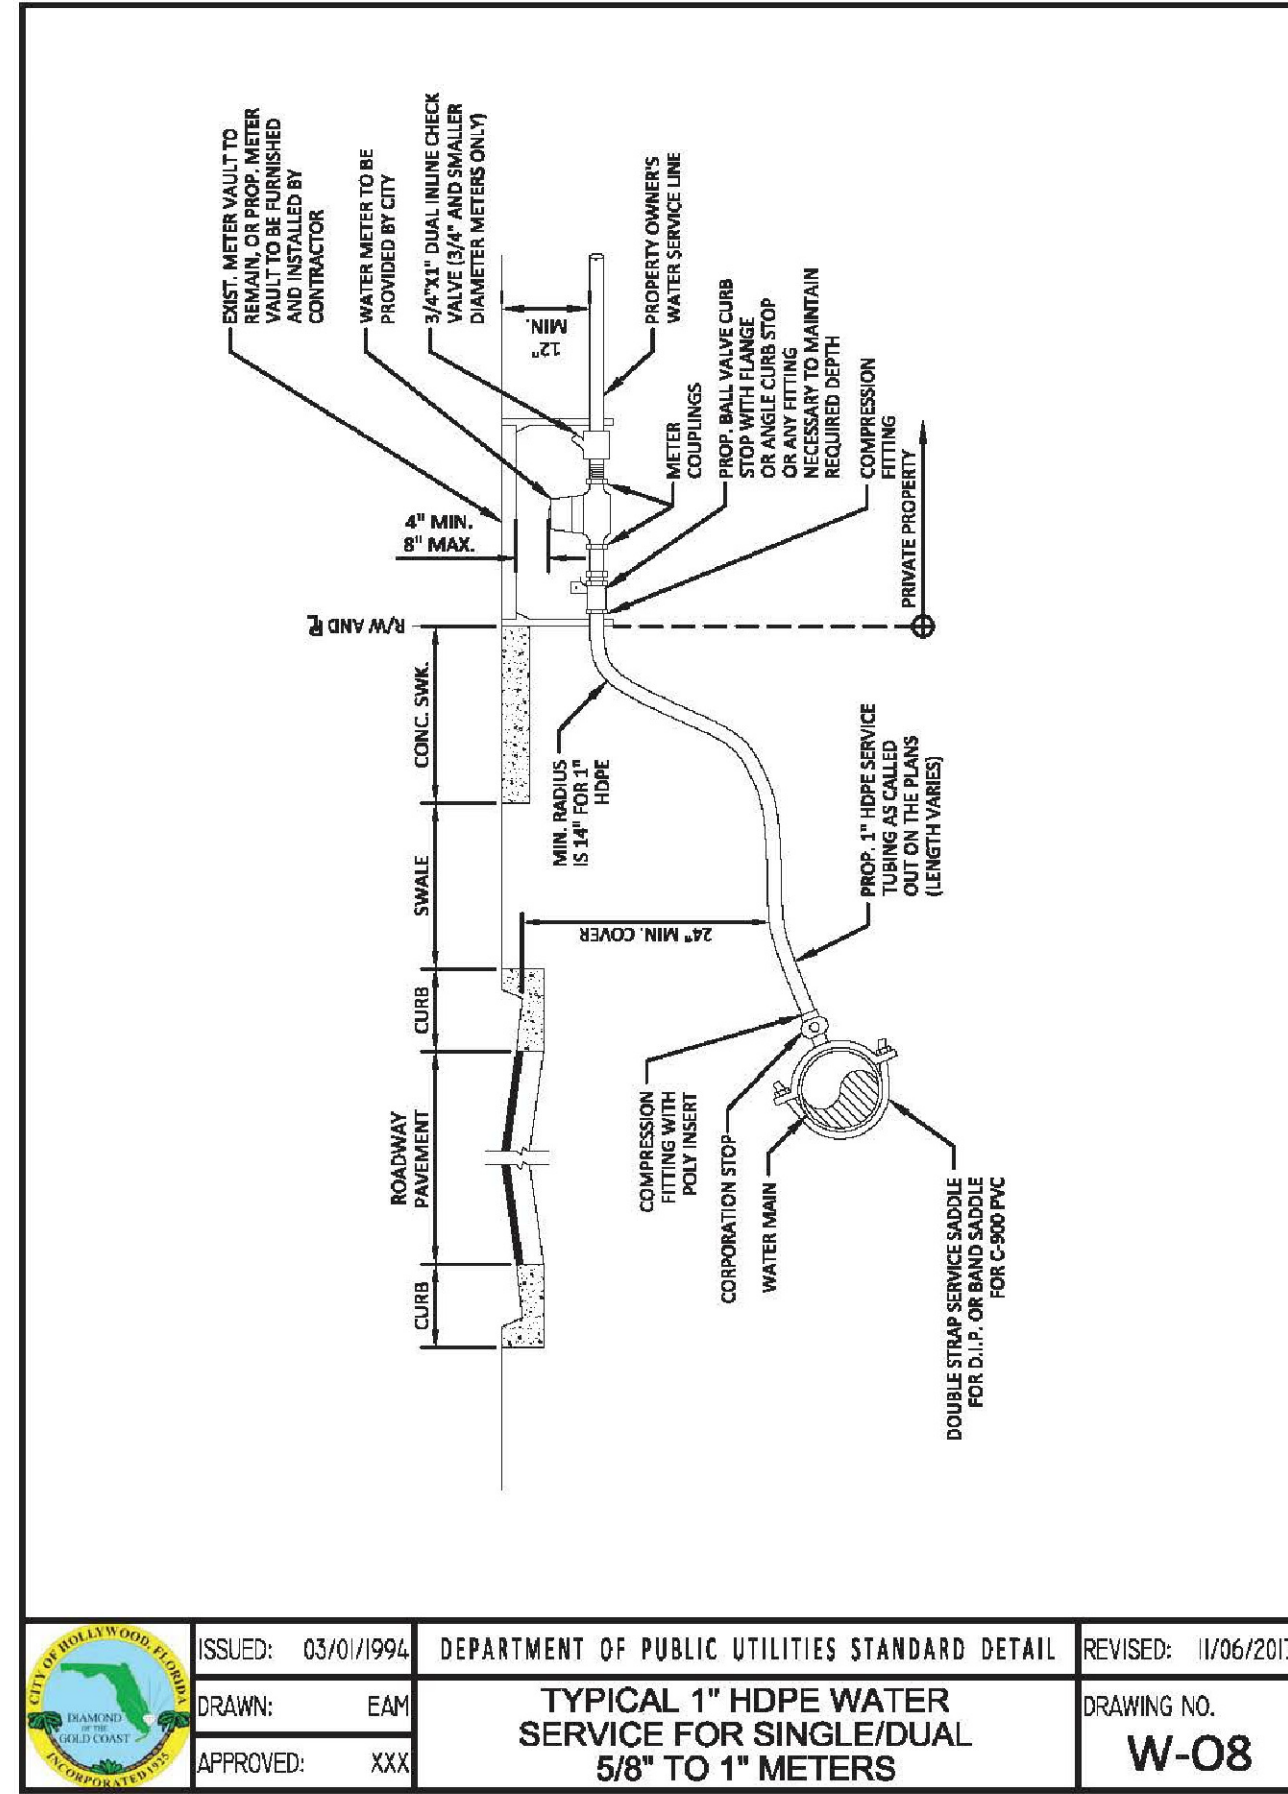 EXIST. METER VAULT TO
REMAIN, OR PROP. METER
VAULT TO BE FURNISHED
AND INSTALLED BY
CONTRACTOR
WATER METER TO BE
PROVIDED BY CITY
3/4"X1" DUAL INLINE CHECK
VALVE (3/4" AND SMALLER
DIAMETER METERS ONLY)
12"
MIN.
PROPERTY OWNER'S
WATER SERVICE LINE
4" MIN.
8" MAX.
METER
COUPLINGS
PROP. BALL VALVE CURB
STOP WITH FLANGE
OR ANGLE CURB STOP
OR ANY FITTING
NECESSARY TO MAINTAIN
REQUIRED DEPTH
COMPRESSION
FITTING
PRIVATE PROPERTY
R/W AND PL
CONC. SWK.
SWALE
CURB
ROADWAY
PAVEMENT
CURB
MIN. RADIUS
IS 14" FOR 1"
HDPE
24" MIN. COVER
PROP. 1" HDPE SERVICE
TUBING AS CALLED
OUT ON THE PLANS
(LENGTH VARIES)
COMPRESSION
FITTING WITH
POLY INSERT
CORPORATION STOP
WATER MAIN
DOUBLE STRAP SERVICE SADDLE
FOR D.I.P. OR BAND SADDLE
FOR C-900 PVC
CITY OF HOLLYWOOD, FLORIDA
DIAMOND
OF THE
GOLD COAST
INCORPORATED 1925
ISSUED: 03/01/1994
DRAWN: EAM
APPROVED: XXX
DEPARTMENT OF PUBLIC UTILITIES STANDARD DETAIL
TYPICAL 1" HDPE WATER
SERVICE FOR SINGLE/DUAL
5/8" TO 1" METERS
REVISED:
DRAWING NO.
W-08